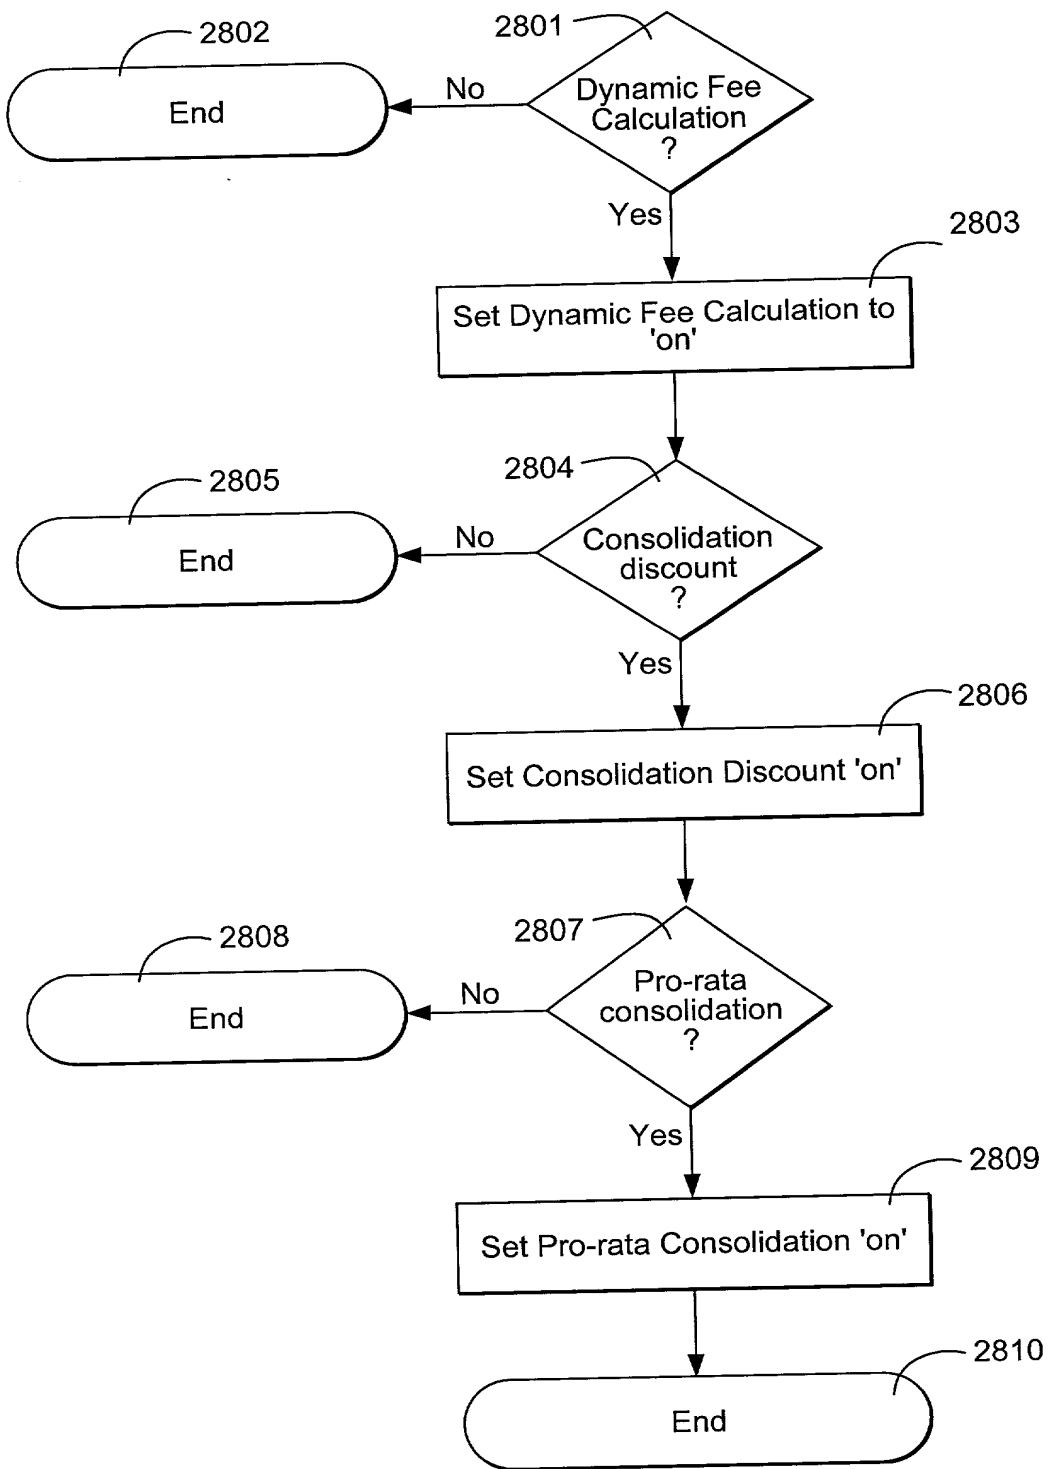 2802
2801
End
No
Dynamic Fee
Calculation
?
Yes
2803
Set Dynamic Fee Calculation to
'on'
2804
2805
End
No
Consolidation
discount
?
Yes
2806
Set Consolidation Discount 'on'
2807
2808
End
No
Pro-rata
consolidation
?
Yes
2809
Set Pro-rata Consolidation 'on'
2810
End